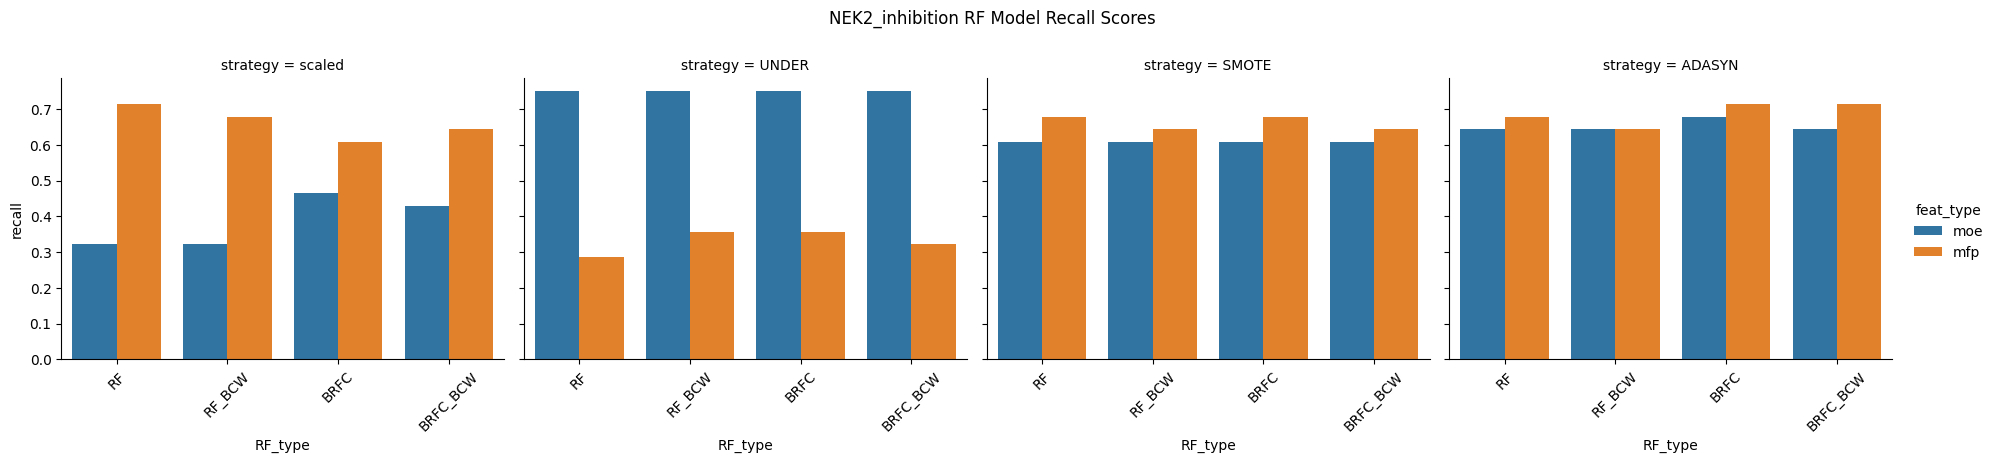 NEK2_inhibition RF Model Recall Scores
strategy = scaled
strategy = UNDER
strategy = SMOTE
strategy = ADASYN
recall
0.7
0.6
0.5
0.4
0.3
0.2
0.1
0.0
RF
RF_BCW
BRFC
BRFC_BCW
RF_type
RF
RF_BCW
BRFC
BRFC_BCW
RF_type
RF
RF_BCW
BRFC
BRFC_BCW
RF_type
RF
RF_BCW
BRFC
BRFC_BCW
RF_type
feat_type
moe
mfp